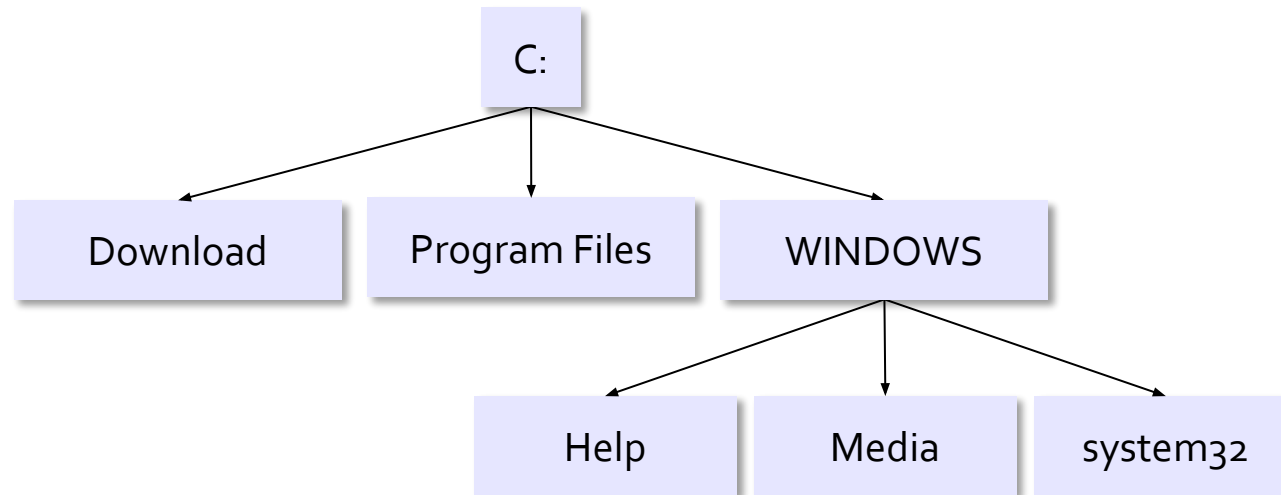 C:
Download
Program Files
WINDOWS
Help
Media
system32